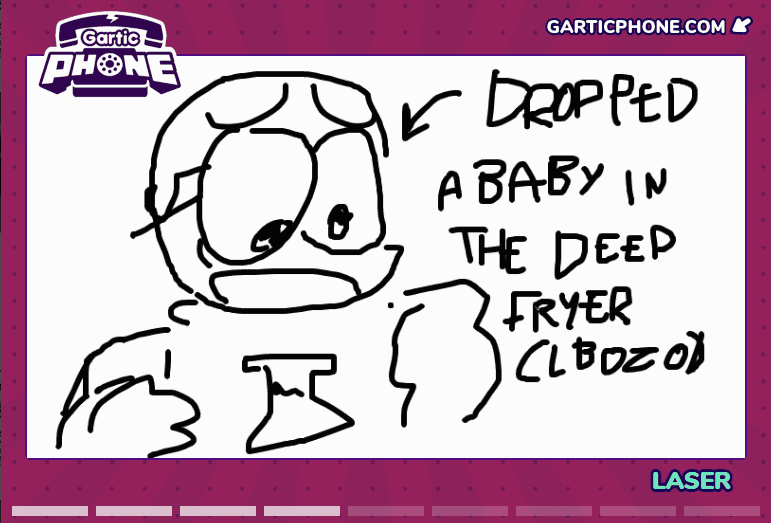 Gartic
PHONE
GARTICPHONE.COM
DROPPED
A BABY IN
THE DEEP
FRYER
(LBOZO)
LASER